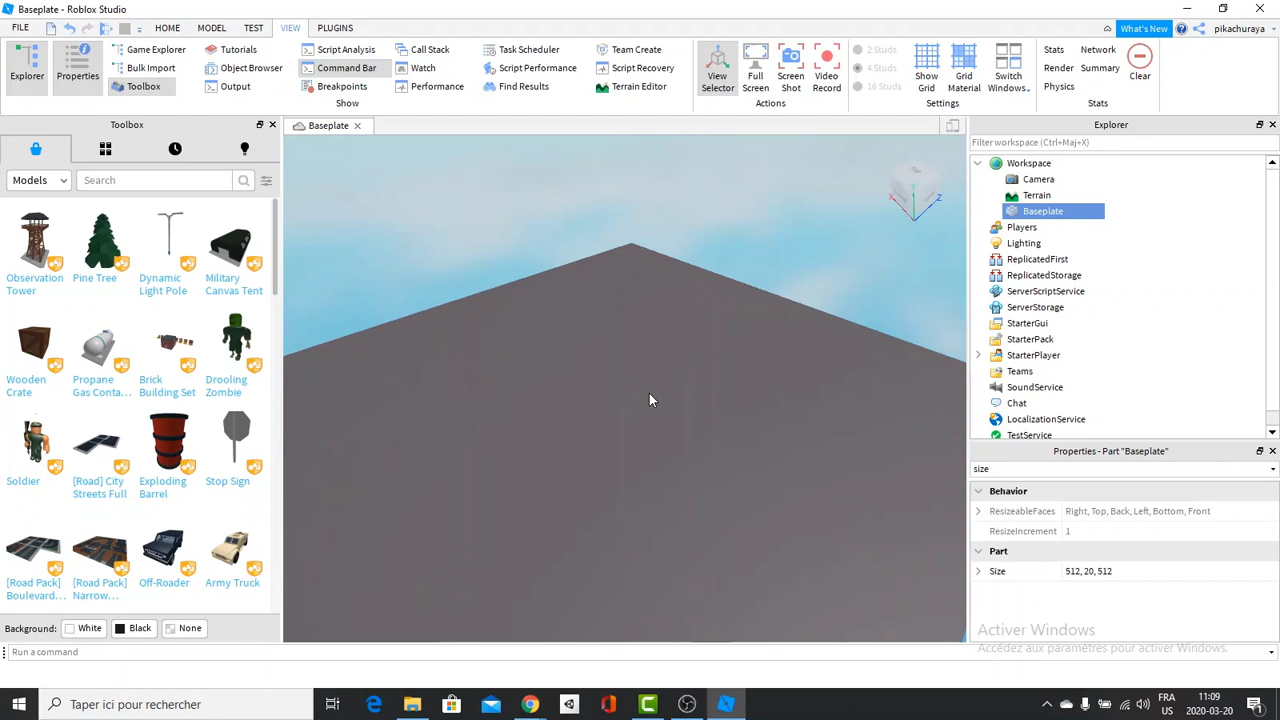 Baseplate - Roblox Studio
FILE HOME MODEL TEST VIEW PLUGINS What's New pikachuraya
Explorer Properties
Game Explorer Tutorials
Bulk Import Object Browser
Toolbox Output
Script Analysis Call Stack Task Scheduler Team Create
Command Bar Watch Script Performance Script Recovery
Breakpoints Performance Find Results Terrain Editor
Show
View Selector Full Screen Screen Shot Video Record
Actions
2 Studs
4 Studs
16 Studs
Show Grid Grid Material Switch Windows
Settings
Stats Network
Render Summary
Physics
Clear
Stats
Toolbox
Models Search
Observation Tower
Pine Tree
Dynamic Light Pole
Military Canvas Tent
Wooden Crate
Propane Gas Conta...
Brick Building Set
Drooling Zombie
Soldier
[Road] City Streets Full
Exploding Barrel
Stop Sign
[Road Pack] Boulevard...
[Road Pack] Narrow...
Off-Roader
Army Truck
Background: White Black None
Baseplate
X Y Z
Explorer
Filter workspace (Ctrl+Maj+X)
Workspace
Camera
Terrain
Baseplate
Players
Lighting
ReplicatedFirst
ReplicatedStorage
ServerScriptService
ServerStorage
StarterGui
StarterPack
StarterPlayer
Teams
SoundService
Chat
LocalizationService
TestService
Properties - Part "Baseplate"
size
Behavior
ResizeableFaces Right, Top, Back, Left, Bottom, Front
ResizeIncrement 1
Part
Size 512, 20, 512
Activer Windows
Accédez aux paramètres pour activer Windows.
Run a command
Taper ici pour rechercher
FRA
US
11:09
2020-03-20